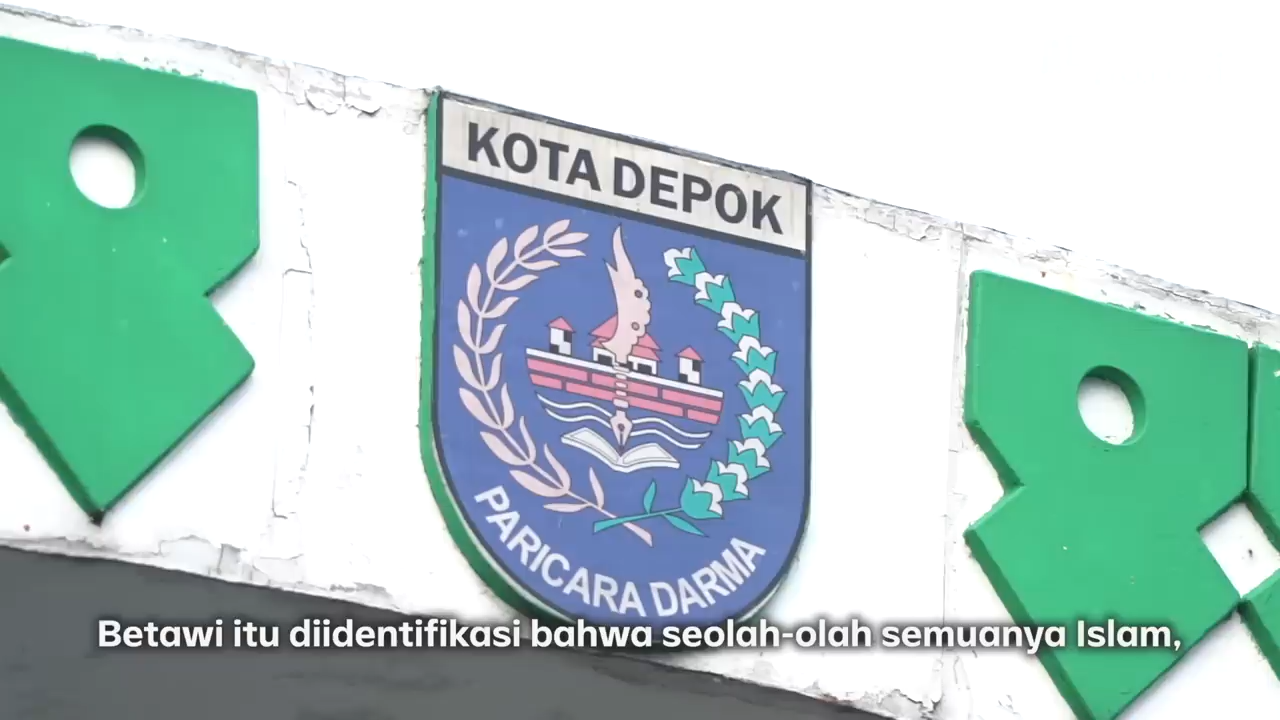 KOTA DEPOK
PARICARA DARMA
Betawi itu diidentifikasi bahwa seolah-olah semuanya Islam,